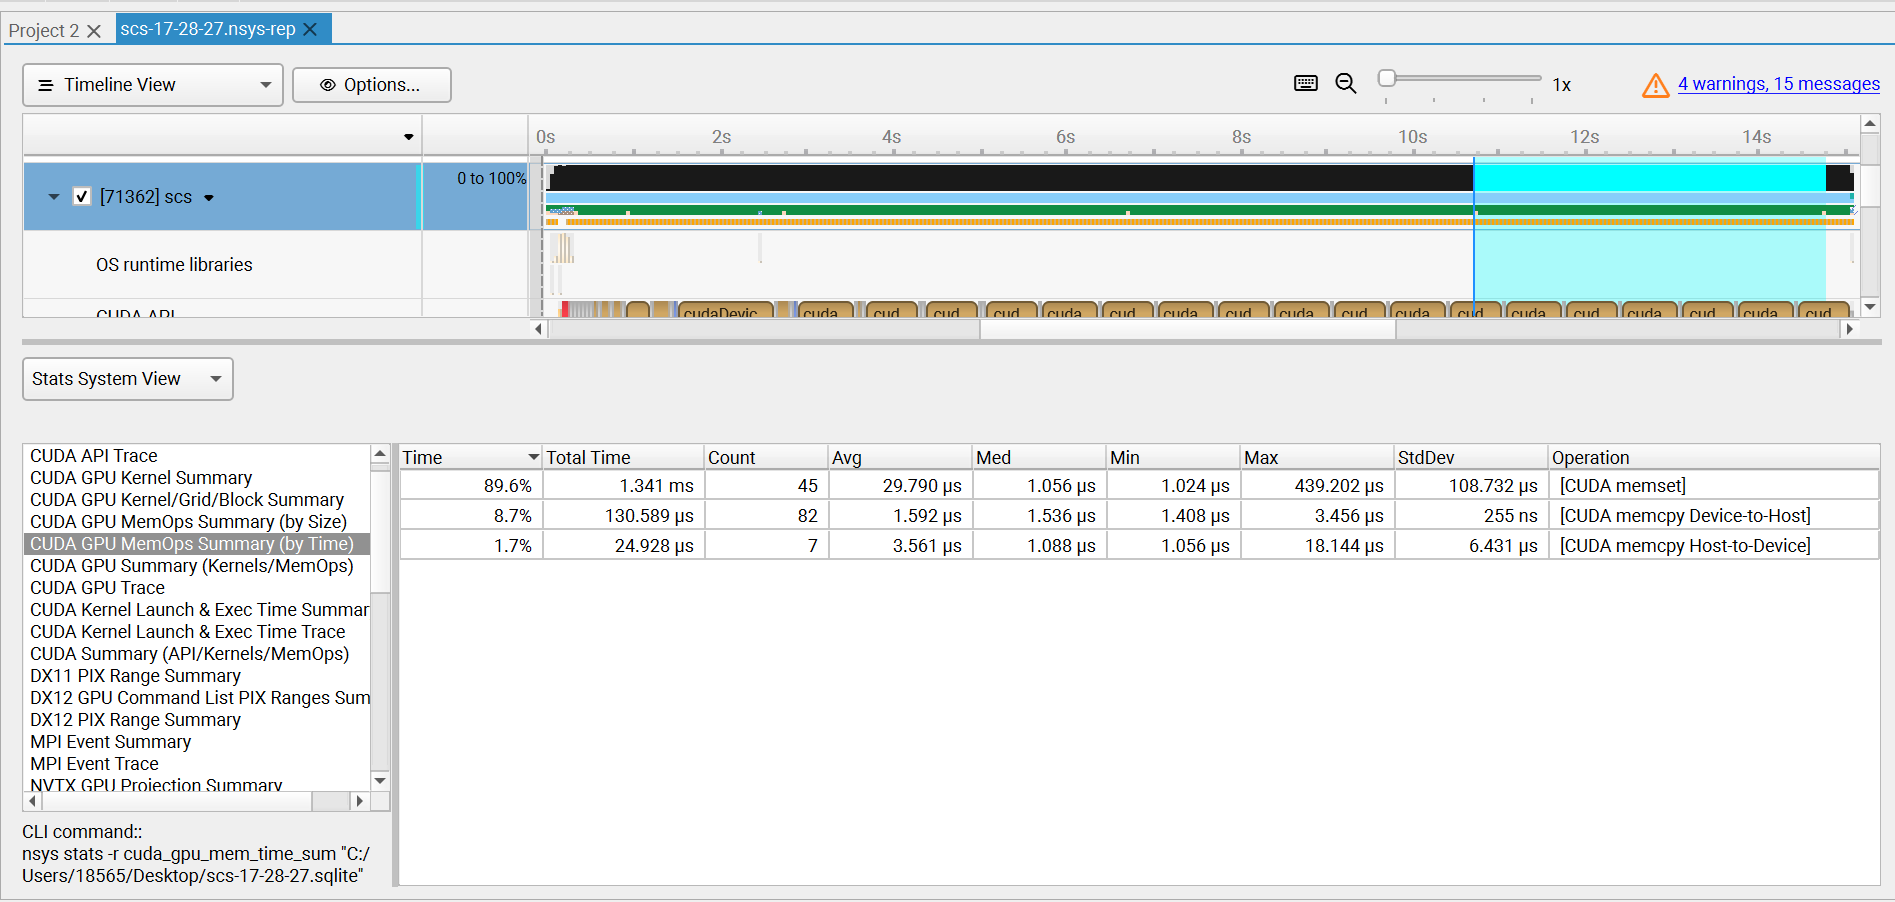 Project 2
scs-17-28-27.nsys-rep
Timeline View
Options...
1x
4 warnings, 15 messages
0s 2s 4s 6s 8s 10s 12s 14s
[71362] scs
0 to 100%
OS runtime libraries
CUDA API
cudaDevic... cuda... cud... cud... cud... cuda... cud... cuda... cud... cuda... cud... cuda... cud... cuda... cud... cuda... cud... cuda... cud...
Stats System View
CUDA API Trace
CUDA GPU Kernel Summary
CUDA GPU Kernel/Grid/Block Summary
CUDA GPU MemOps Summary (by Size)
CUDA GPU MemOps Summary (by Time)
CUDA GPU Summary (Kernels/MemOps)
CUDA GPU Trace
CUDA Kernel Launch & Exec Time Summar
CUDA Kernel Launch & Exec Time Trace
CUDA Summary (API/Kernels/MemOps)
DX11 PIX Range Summary
DX12 GPU Command List PIX Ranges Sum
DX12 PIX Range Summary
MPI Event Summary
MPI Event Trace
NVTX GPU Projection Summary
CLI command::
nsys stats -r cuda_gpu_mem_time_sum "C:/
Users/18565/Desktop/scs-17-28-27.sqlite"
Time Total Time Count Avg Med Min Max StdDev Operation
89.6% 1.341 ms 45 29.790 μs 1.056 μs 1.024 μs 439.202 μs 108.732 μs [CUDA memset]
8.7% 130.589 μs 82 1.592 μs 1.536 μs 1.408 μs 3.456 μs 255 ns [CUDA memcpy Device-to-Host]
1.7% 24.928 μs 7 3.561 μs 1.088 μs 1.056 μs 18.144 μs 6.431 μs [CUDA memcpy Host-to-Device]